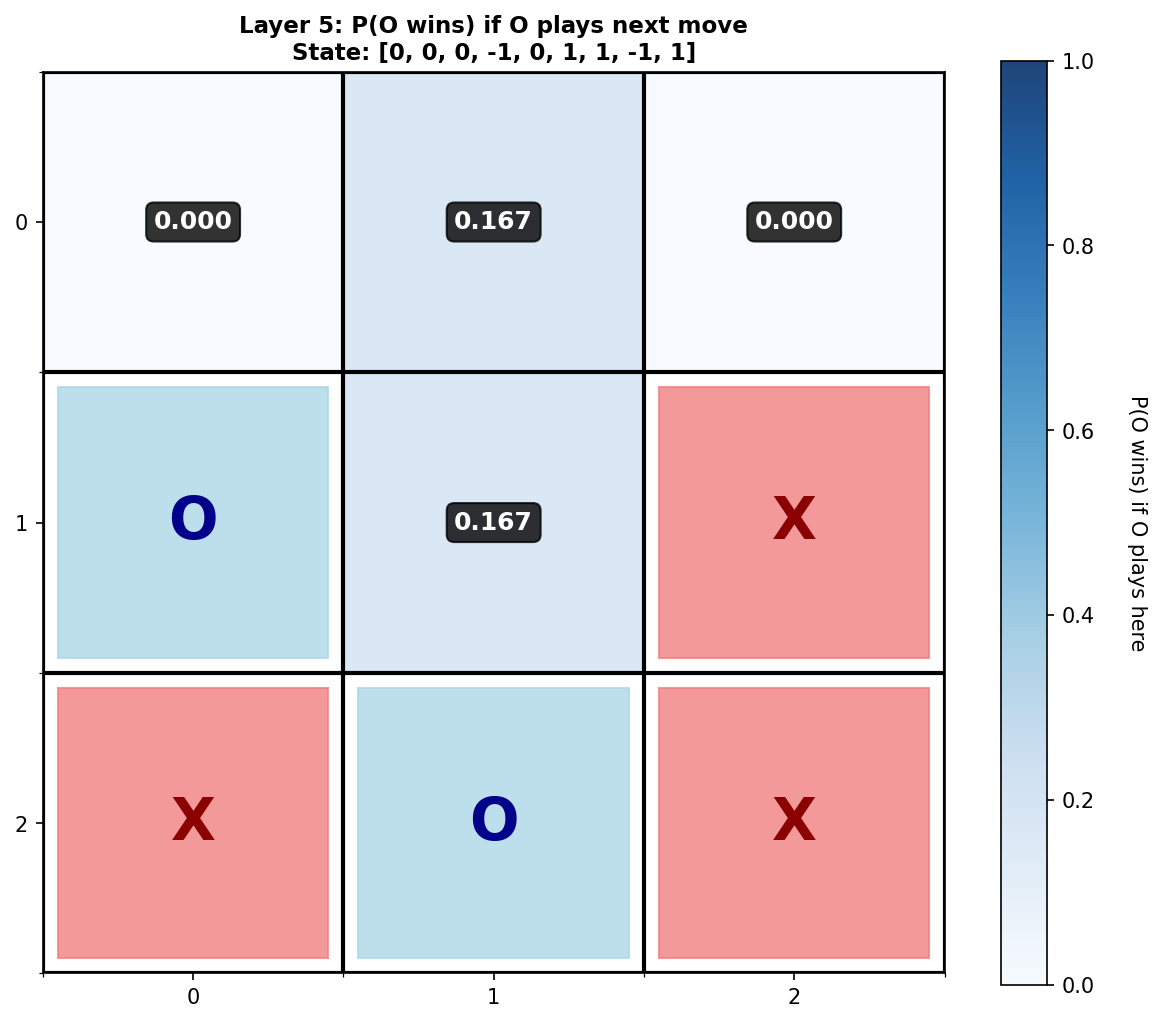 Layer 5: P(O wins) if O plays next move
State: [0, 0, 0, -1, 0, 1, 1, -1, 1]
0.000 0.167 0.000
O 0.167 X
X O X
0
1
2
0 1 2
1.0
0.8
0.6
0.4
0.2
0.0
P(O wins) if O plays here